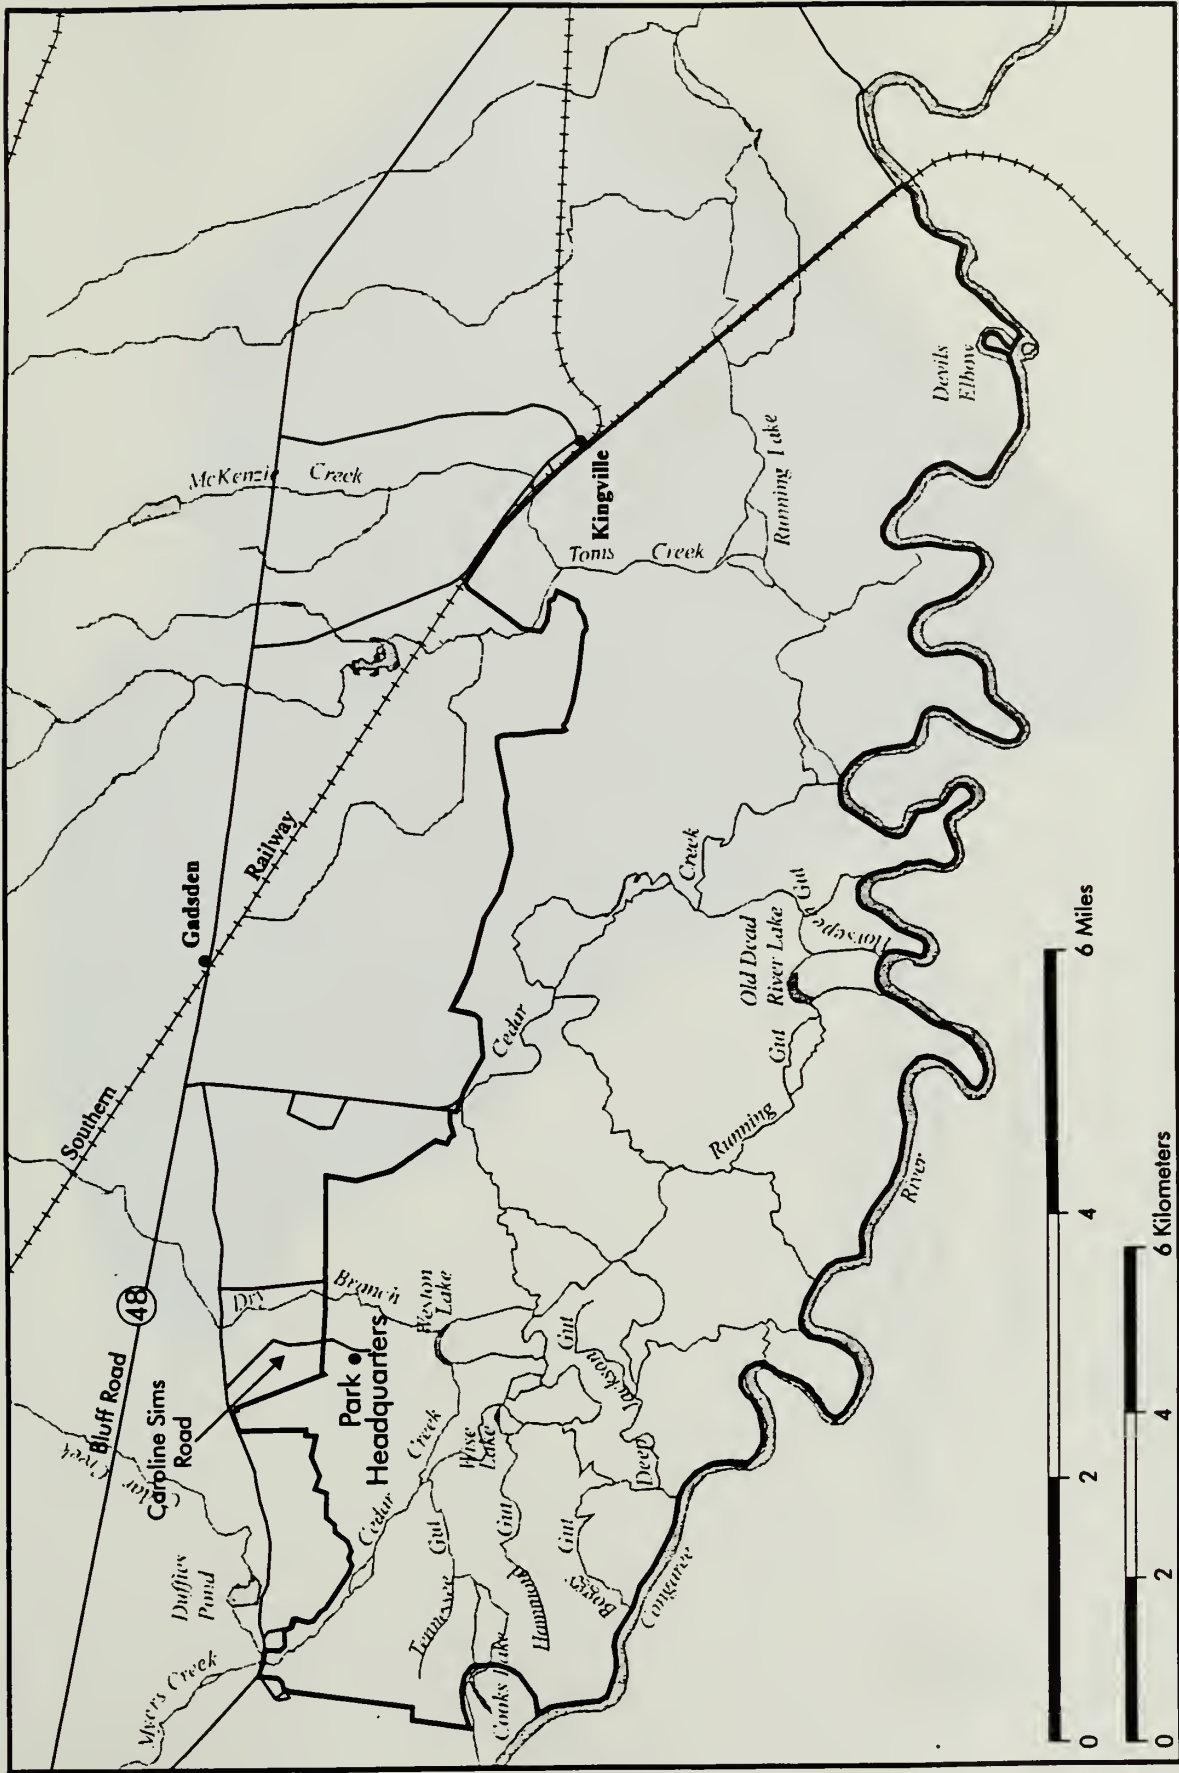 Myers Creek
Duffies
Pond
Cedar
Creek
Bluff Road
48
Caroline Sims
Road
Southern
Railway
Gadsden
McKenzie Creek
Kingville
Toms Creek
Running Lake
Devils
Elbow
Dry Branch
Park
Headquarters
Weston
Lake
Cedar Creek
Wise
Lake
Tennessee Gut
Hammond Gut
Cooks Lake
Boggy Gut
Deep
Jackson Gut
Congaree River
Running Gut
Cedar Creek
Old Dead
River Lake
Horsepen Gut
0 2 4 6 Miles
0 2 4 6 Kilometers